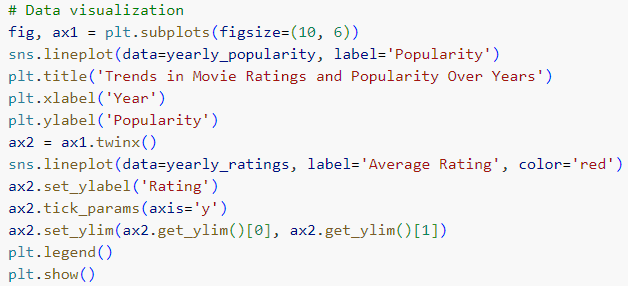 # Data visualization
fig, ax1 = plt.subplots(figsize=(10, 6))
sns.lineplot(data=yearly_popularity, label='Popularity')
plt.title('Trends in Movie Ratings and Popularity Over Years')
plt.xlabel('Year')
plt.ylabel('Popularity')
ax2 = ax1.twinx()
sns.lineplot(data=yearly_ratings, label='Average Rating', color='red')
ax2.set_ylabel('Rating')
ax2.tick_params(axis='y')
ax2.set_ylim(ax2.get_ylim()[0], ax2.get_ylim()[1])
plt.legend()
plt.show()